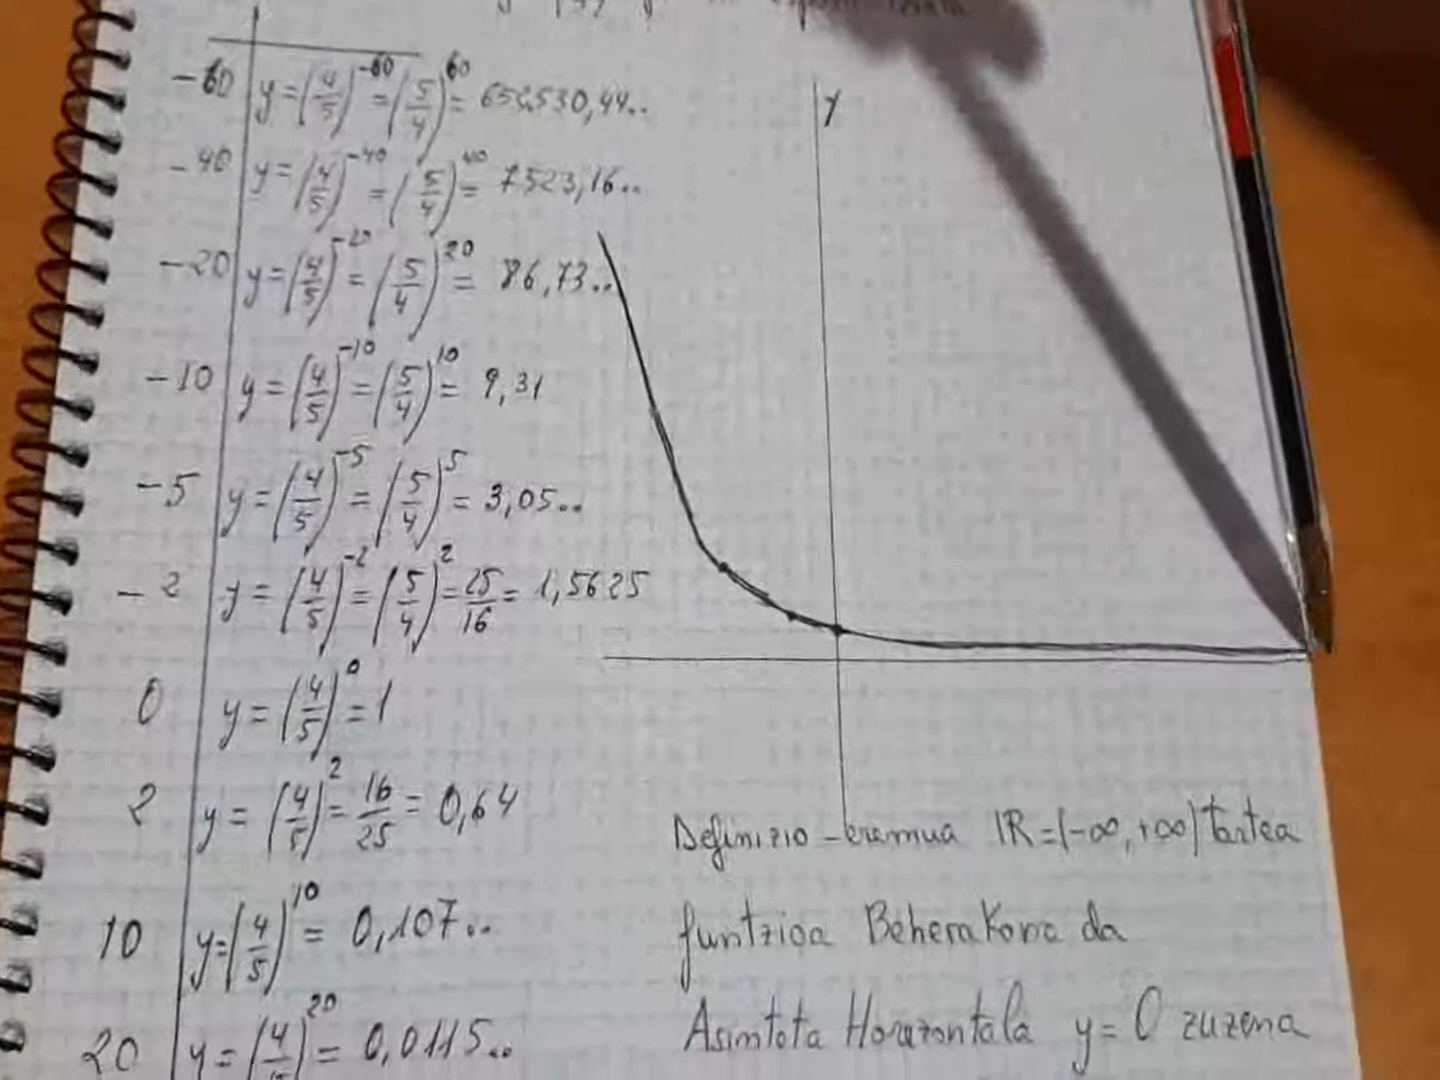 -60 y=(4/5)^-60=(5/4)^60= 652.530,44..
-40 y=(4/5)^-40=(5/4)^40= 7523,16..
-20 y=(4/5)^-20=(5/4)^20= 86,73..
-10 y=(4/5)^-10=(5/4)^10= 9,31
-5 y=(4/5)^-5=(5/4)^5= 3,05..
-2 y=(4/5)^-2=(5/4)^2=25/16= 1,5625
0 y=(4/5)^0=1
2 y=(4/5)^2=16/25= 0,64
10 y=(4/5)^10= 0,107..
20 y=(4/5)^20= 0,0115..
y
Definizio-eremua IR=(-∞,+∞) tartea
funtzioa Beherakorra da
Asintota Horizontala y=0 zuzena